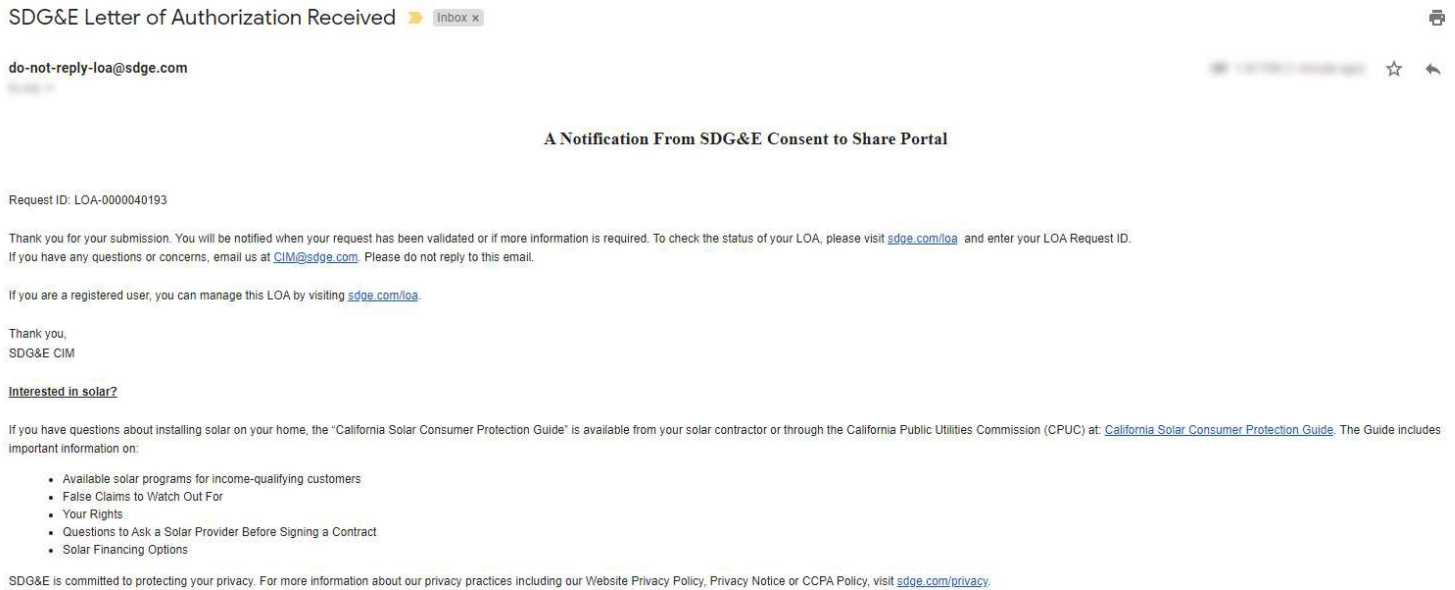 SDG&E Letter of Authorization Received Inbox x
do-not-reply-loa@sdge.com
A Notification From SDG&E Consent to Share Portal
Request ID: LOA-0000040193
Thank you for your submission. You will be notified when your request has been validated or if more information is required. To check the status of your LOA, please visit sdge.com/loa and enter your LOA Request ID.
If you have any questions or concerns, email us at CIM@sdge.com. Please do not reply to this email.
If you are a registered user, you can manage this LOA by visiting sdge.com/loa.
Thank you,
SDG&E CIM
Interested in solar?
If you have questions about installing solar on your home, the “California Solar Consumer Protection Guide” is available from your solar contractor or through the California Public Utilities Commission (CPUC) at: California Solar Consumer Protection Guide. The Guide includes
important information on:
• Available solar programs for income-qualifying customers
• False Claims to Watch Out For
• Your Rights
• Questions to Ask a Solar Provider Before Signing a Contract
• Solar Financing Options
SDG&E is committed to protecting your privacy. For more information about our privacy practices including our Website Privacy Policy, Privacy Notice or CCPA Policy, visit sdge.com/privacy.